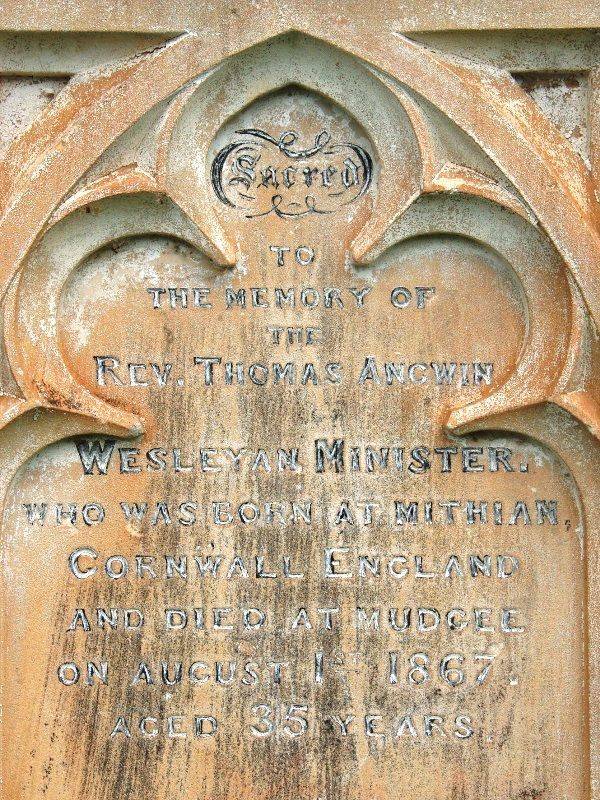 Sacred
TO
THE MEMORY OF
THE
REV. THOMAS ANGWIN
WESLEYAN MINISTER.
WHO WAS BORN AT MITHIAN,
CORNWALL ENGLAND
AND DIED AT MUDGEE
ON AUGUST 1ST 1867.
AGED 35 YEARS.